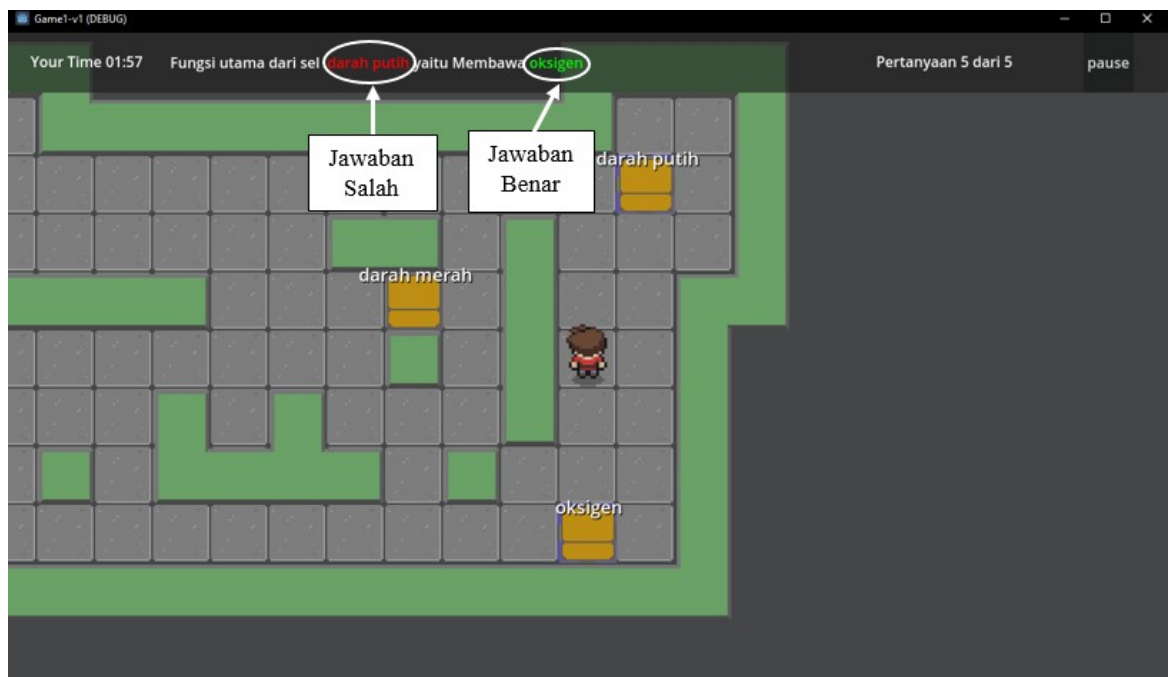 Game1-v1 (DEBUG)
Your Time 01:57 Fungsi utama dari sel darah putih yaitu Membawa oksigen Pertanyaan 5 dari 5 pause
Jawaban
Salah
Jawaban
Benar
darah putih
darah merah
oksigen